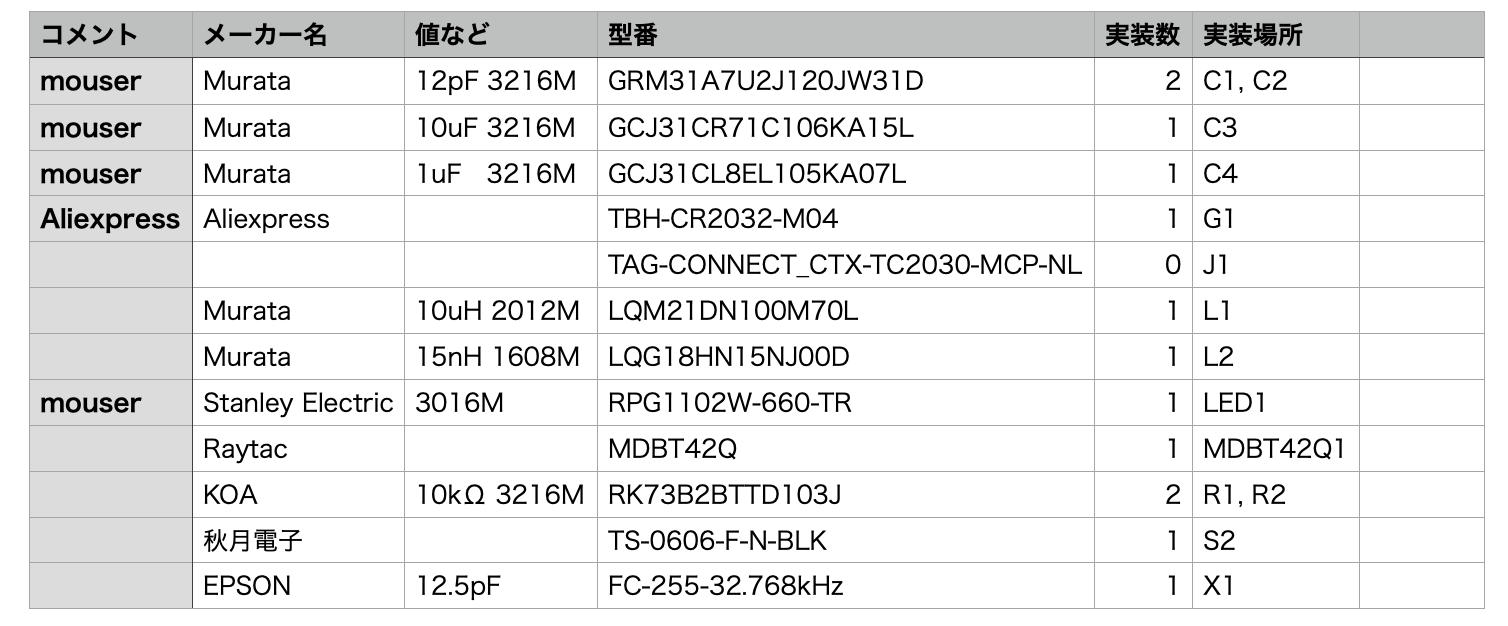 コメント メーカー名 値など 型番 実装数 実装場所
mouser Murata 12pF 3216M GRM31A7U2J120JW31D 2 C1, C2
mouser Murata 10uF 3216M GCJ31CR71C106KA15L 1 C3
mouser Murata 1uF 3216M GCJ31CL8EL105KA07L 1 C4
Aliexpress Aliexpress TBH-CR2032-M04 1 G1
TAG-CONNECT_CTX-TC2030-MCP-NL 0 J1
Murata 10uH 2012M LQM21DN100M70L 1 L1
Murata 15nH 1608M LQG18HN15NJ00D 1 L2
mouser Stanley Electric 3016M RPG1102W-660-TR 1 LED1
Raytac MDBT42Q 1 MDBT42Q1
KOA 10kΩ 3216M RK73B2BTTD103J 2 R1, R2
秋月電子 TS-0606-F-N-BLK 1 S2
EPSON 12.5pF FC-255-32.768kHz 1 X1